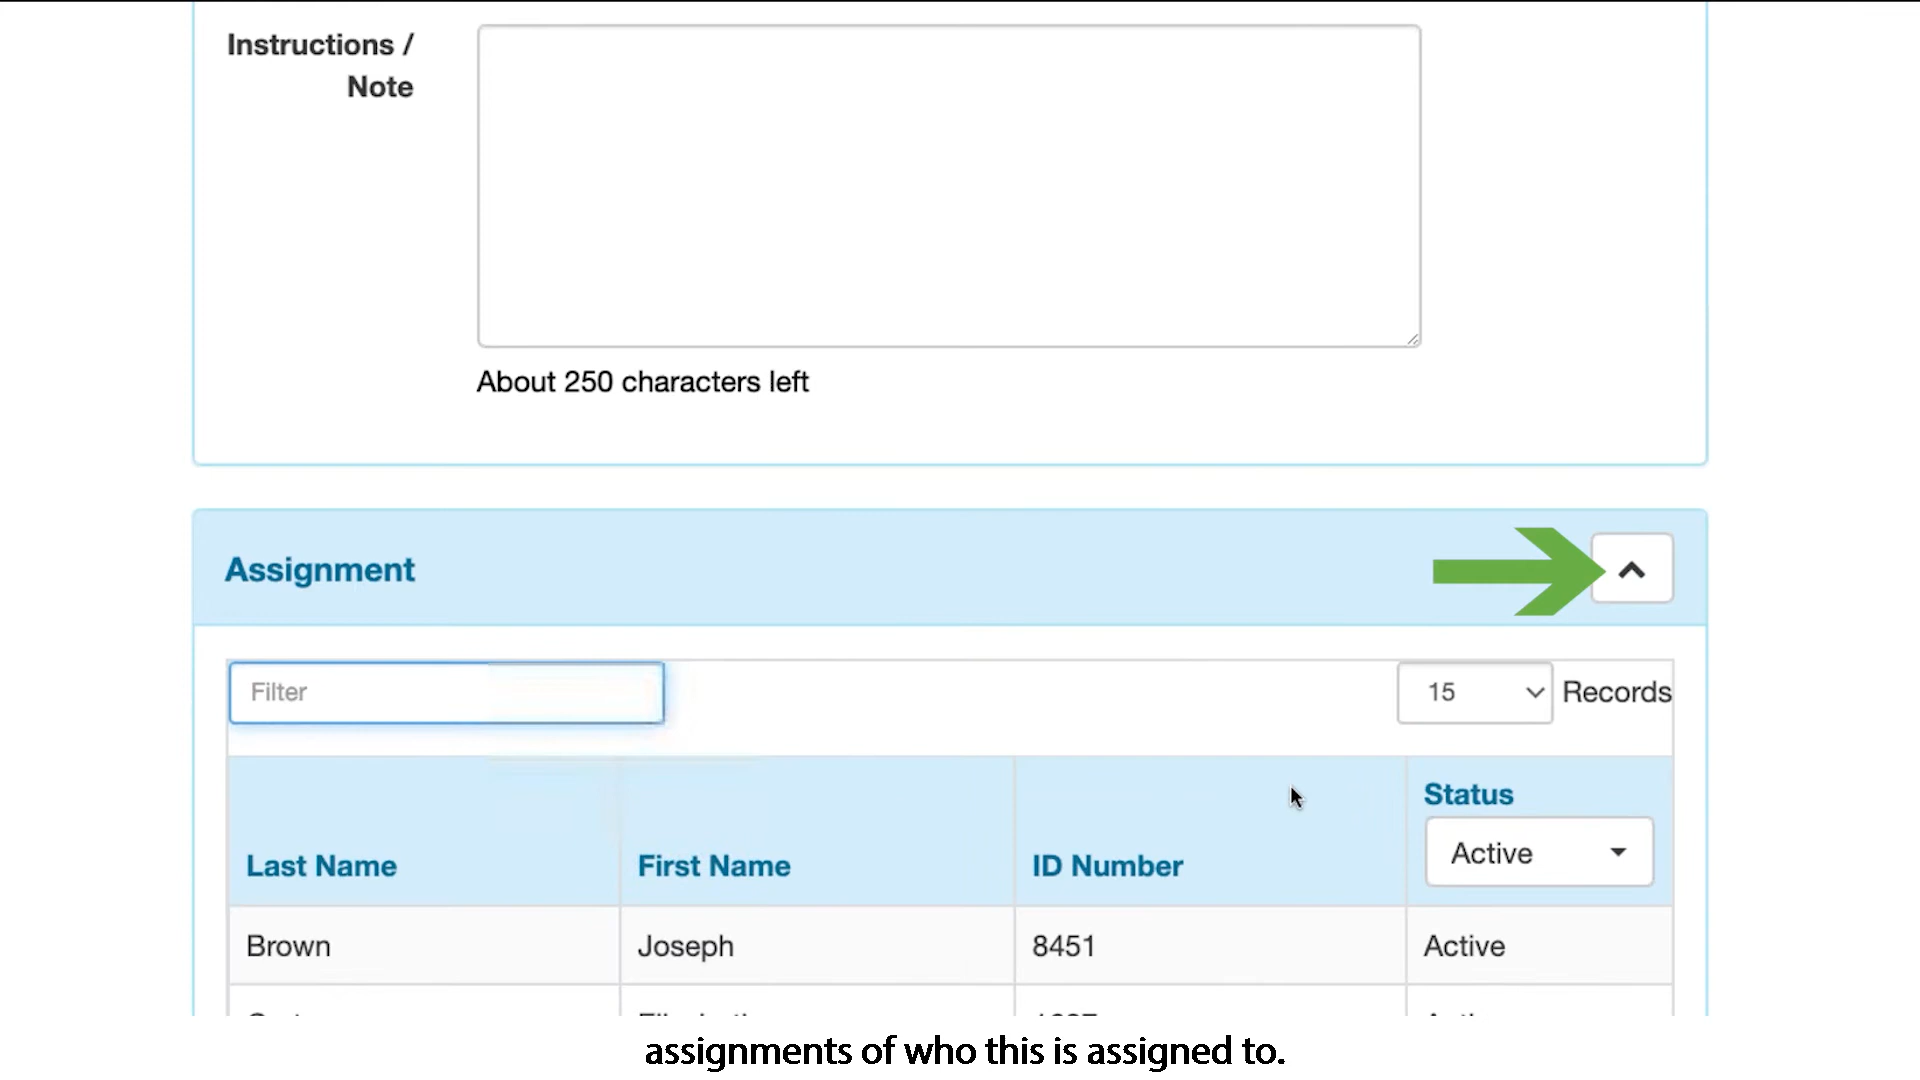 Instructions /
Note
About 250 characters left
Assignment
Filter
15 Records
Status
Active
Last Name First Name ID Number
Brown Joseph 8451 Active
assignments of who this is assigned to.